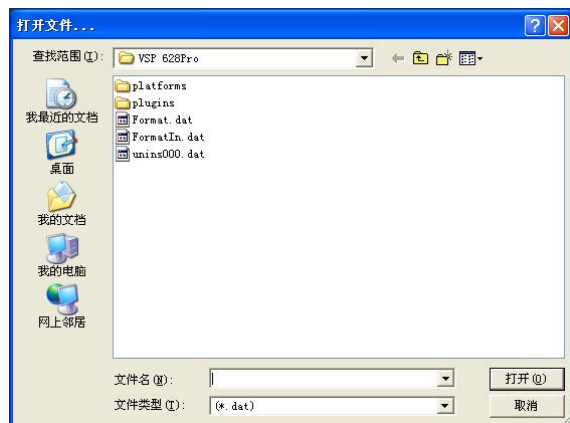 打开文件...
查找范围(I):
VSP 628Pro
platforms
plugins
Format.dat
FormatIn.dat
unins000.dat
我最近的文档
桌面
我的文档
我的电脑
网上邻居
文件名(N):
打开(O)
文件类型(T):
(*.dat)
取消